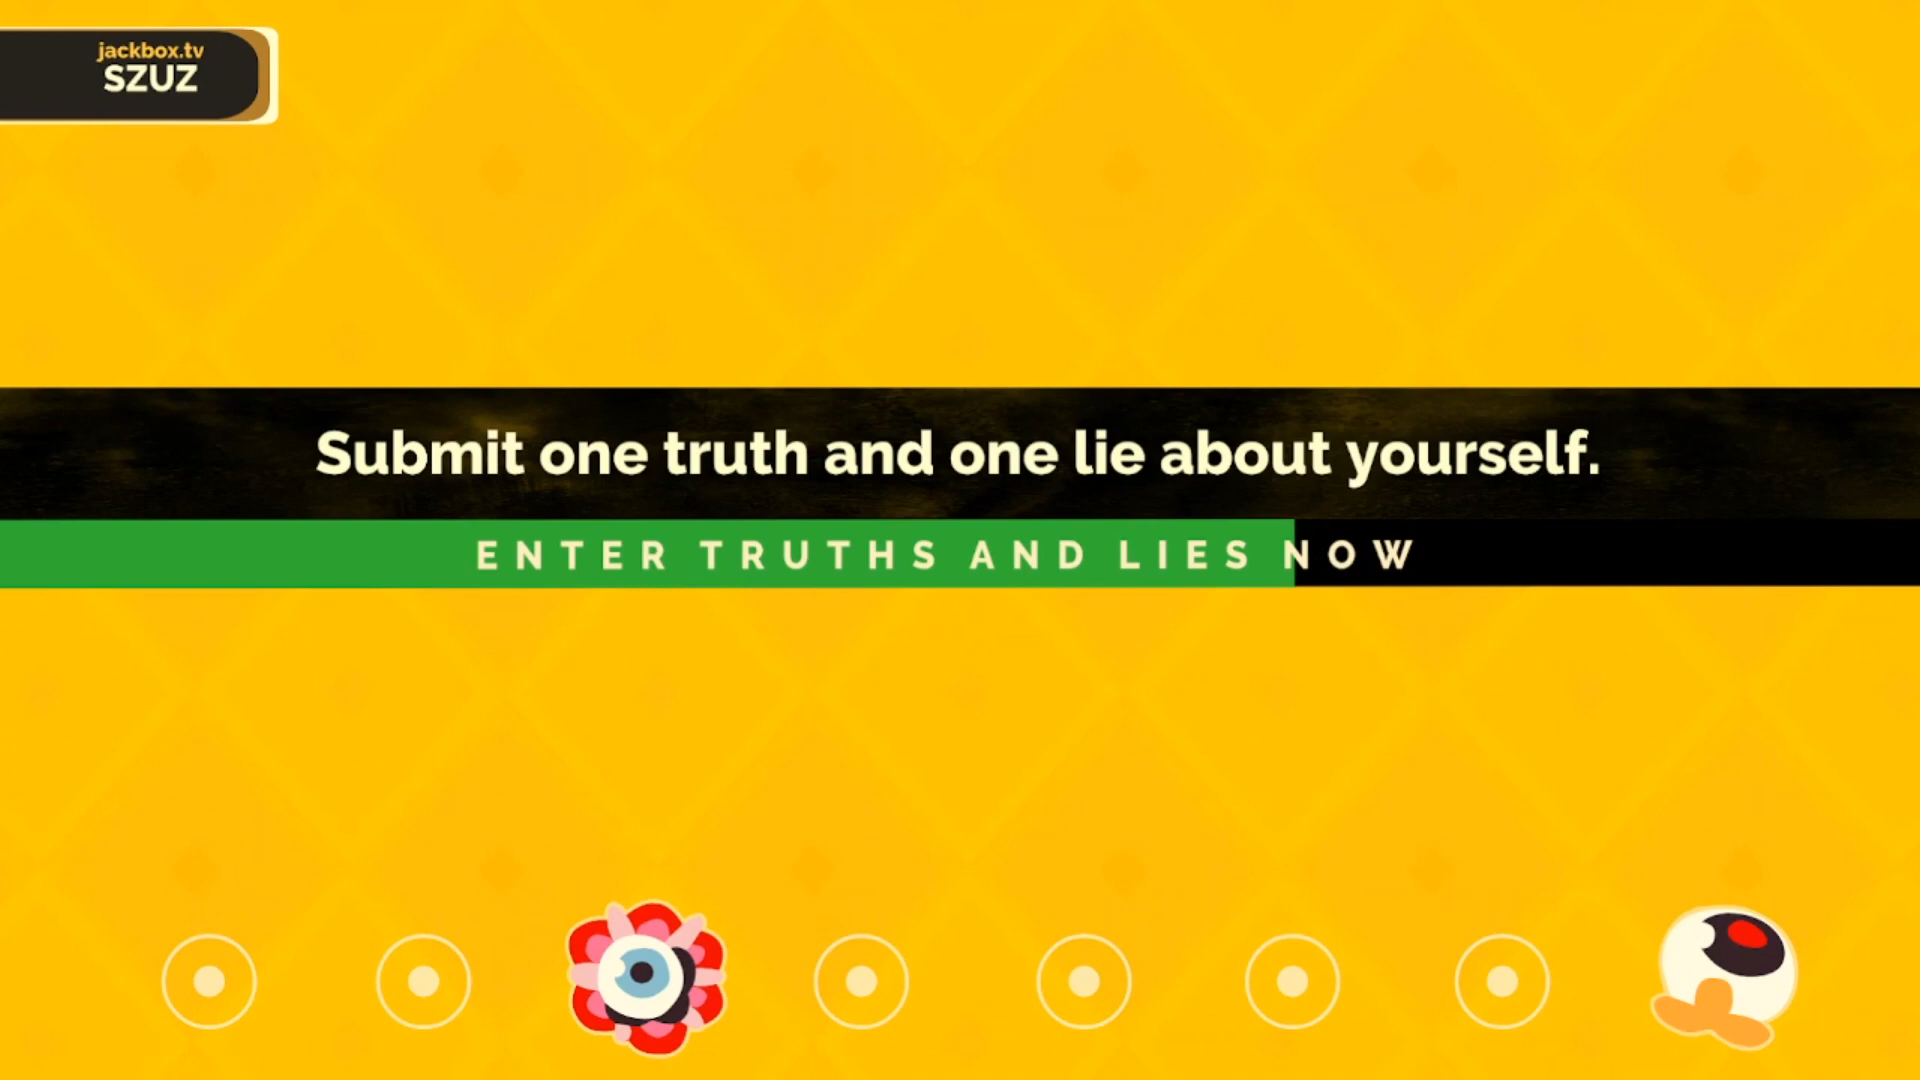 jackbox.tv
SZUZ
Submit one truth and one lie about yourself.
ENTER TRUTHS AND LIES NOW